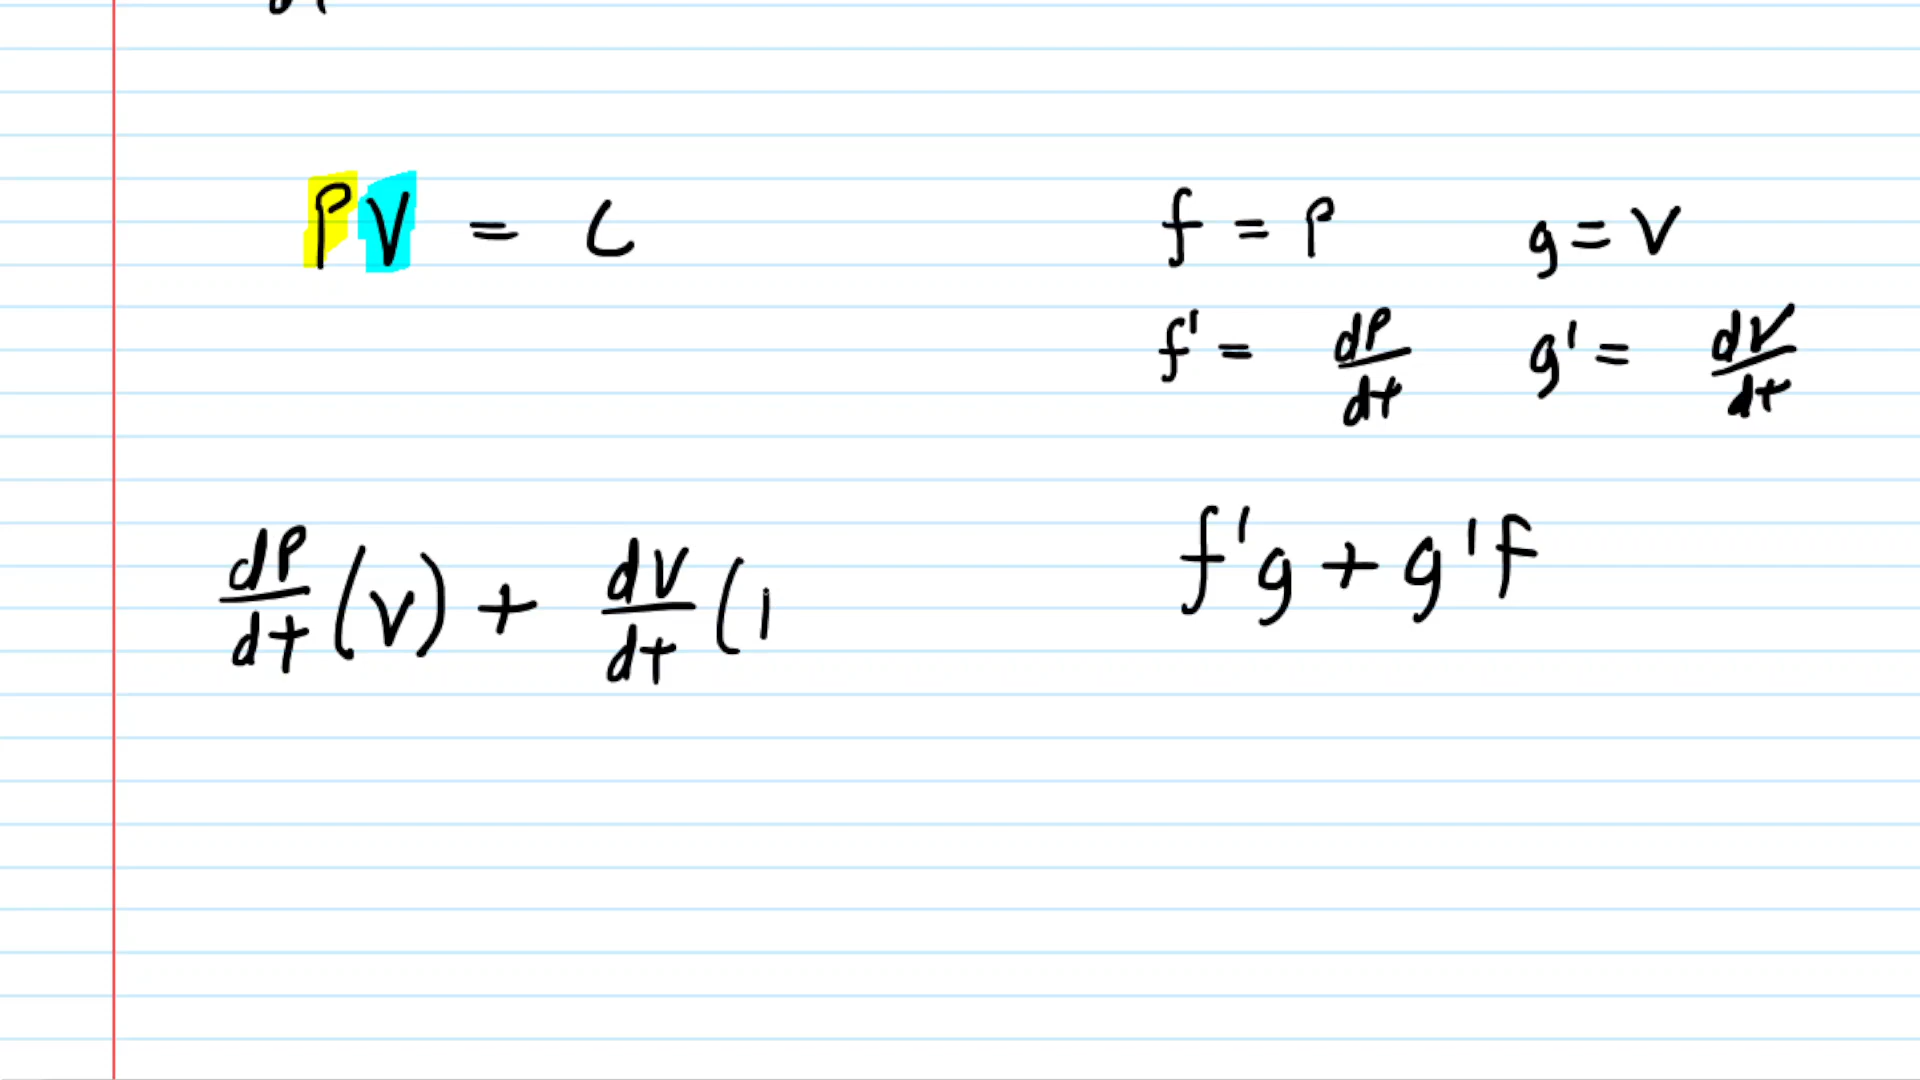 PV = C
f = P g = V
f' = dP/dt g' = dV/dt
dP/dt (V) + dV/dt (
f'g + g'f